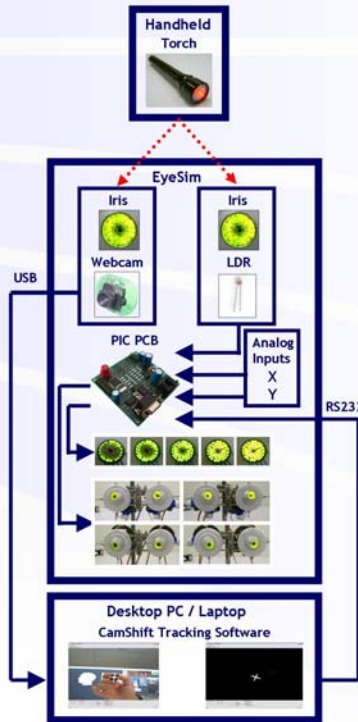 Handheld
Torch
EyeSim
Iris
Webcam
Iris
LDR
USB
PIC PCB
Analog
Inputs
X
Y
RS232
Desktop PC / Laptop
CamShift Tracking Software